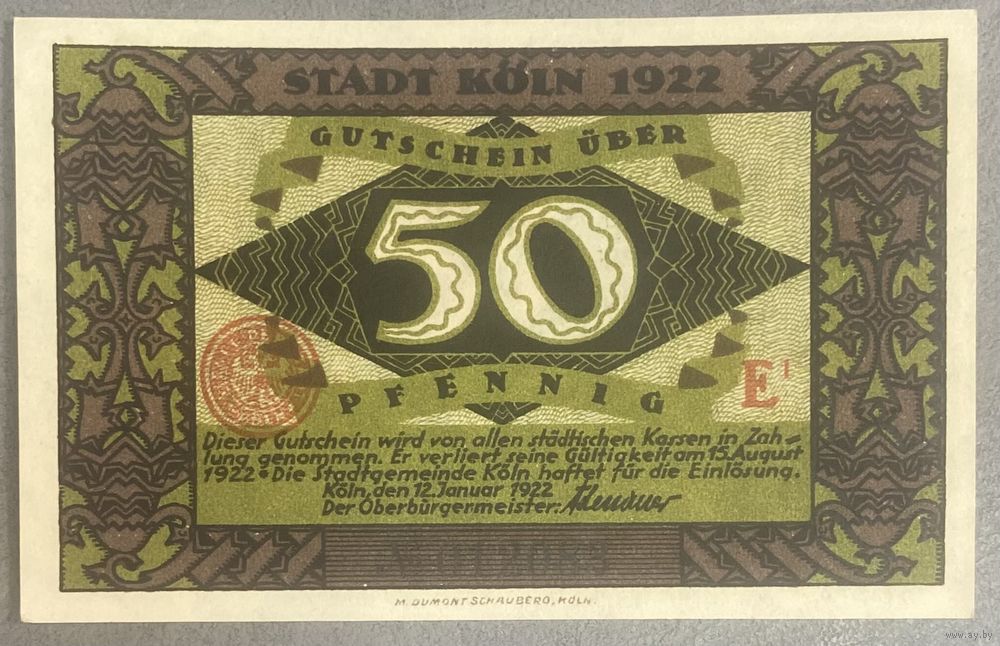 STADT KÖLN 1922
GUTSCHEIN ÜBER
50
PFENNIG
E¹
Dieser Gutschein wird von allen städtischen Kassen in Zah-
lung genommen. Er verliert seine Gültigkeit am 15. August
1922 * Die Stadtgemeinde Köln haftet für die Einlösung.
Köln, den 12. Januar 1922
Der Oberbürgermeister: Adenauer
M. DUMONT SCHAUBERG, KÖLN.
www.ay.by